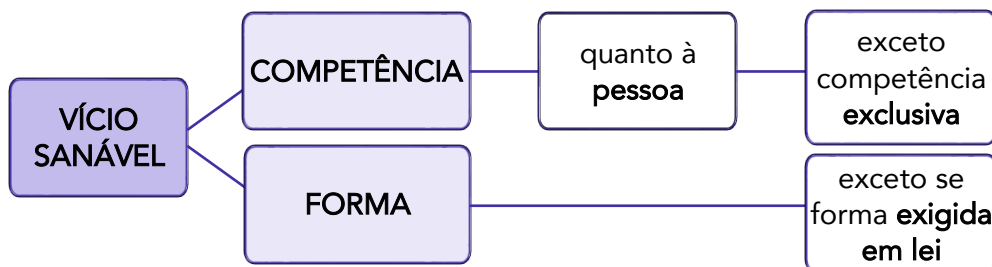 VÍCIO
SANÁVEL
COMPETÊNCIA
quanto à
pessoa
exceto
competência
exclusiva
FORMA
exceto se
forma exigida
em lei